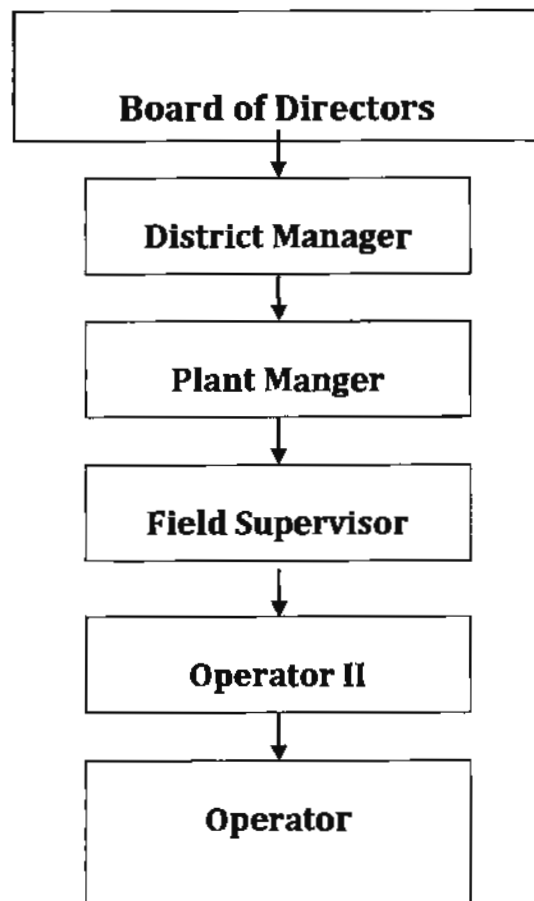 Board of Directors
District Manager
Plant Manger
Field Supervisor
Operator II
Operator